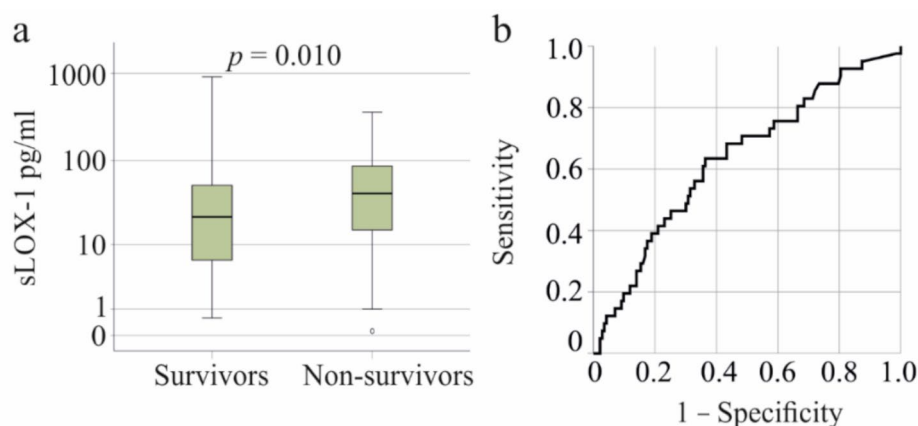 a
p = 0.010
sLOX-1 pg/ml
1000
100
10
1
0
Survivors
Non-survivors
b
Sensitivity
1.0
0.8
0.6
0.4
0.2
0
0
0.2
0.4
0.6
0.8
1.0
1 – Specificity